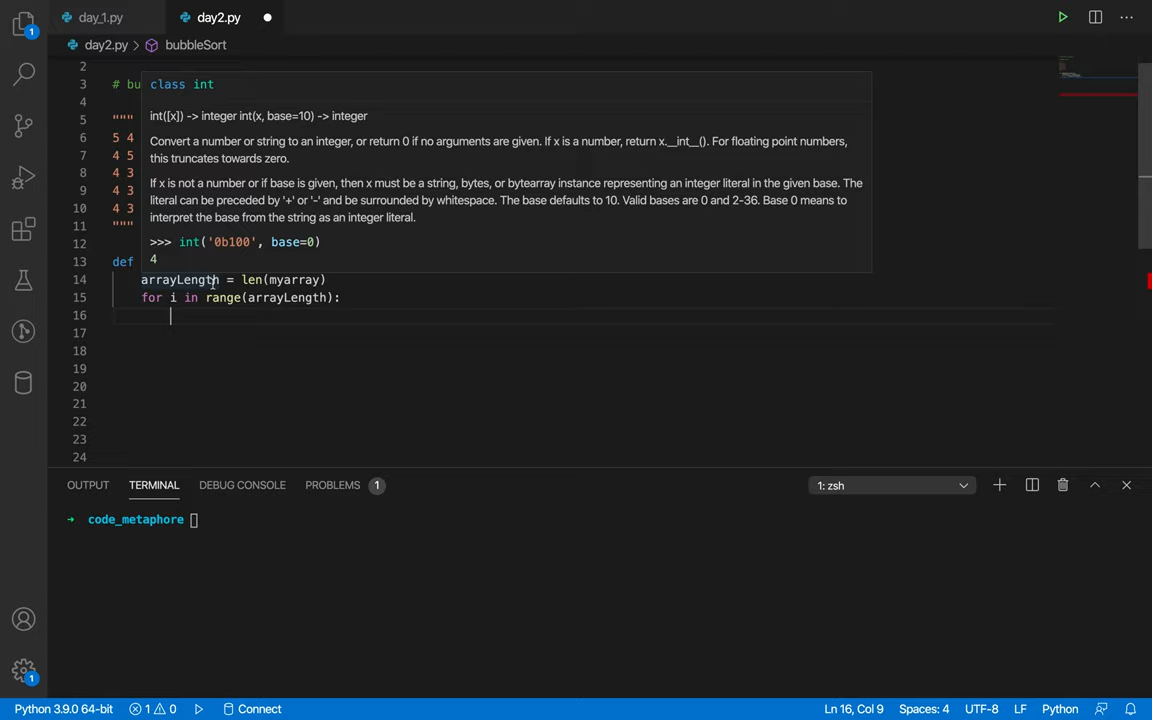 day_1.py day2.py
day2.py > bubbleSort
2
3 # bu
4
5 """
6 5 4
7 4 5
8 4 3
9 4 3
10 4 3
11 """
12
13 def
class int
int([x]) -> integer int(x, base=10) -> integer
Convert a number or string to an integer, or return 0 if no arguments are given. If x is a number, return x.__int__(). For floating point numbers,
this truncates towards zero.
If x is not a number or if base is given, then x must be a string, bytes, or bytearray instance representing an integer literal in the given base. The
literal can be preceded by '+' or '-' and be surrounded by whitespace. The base defaults to 10. Valid bases are 0 and 2-36. Base 0 means to
interpret the base from the string as an integer literal.
>>> int('0b100', base=0)
4
14 arrayLength = len(myarray)
15 for i in range(arrayLength):
16
17
18
19
20
21
22
23
24
OUTPUT TERMINAL DEBUG CONSOLE PROBLEMS 1 1: zsh
→ code_metaphore
1
1
Python 3.9.0 64-bit 1 0 Connect Ln 16, Col 9 Spaces: 4 UTF-8 LF Python